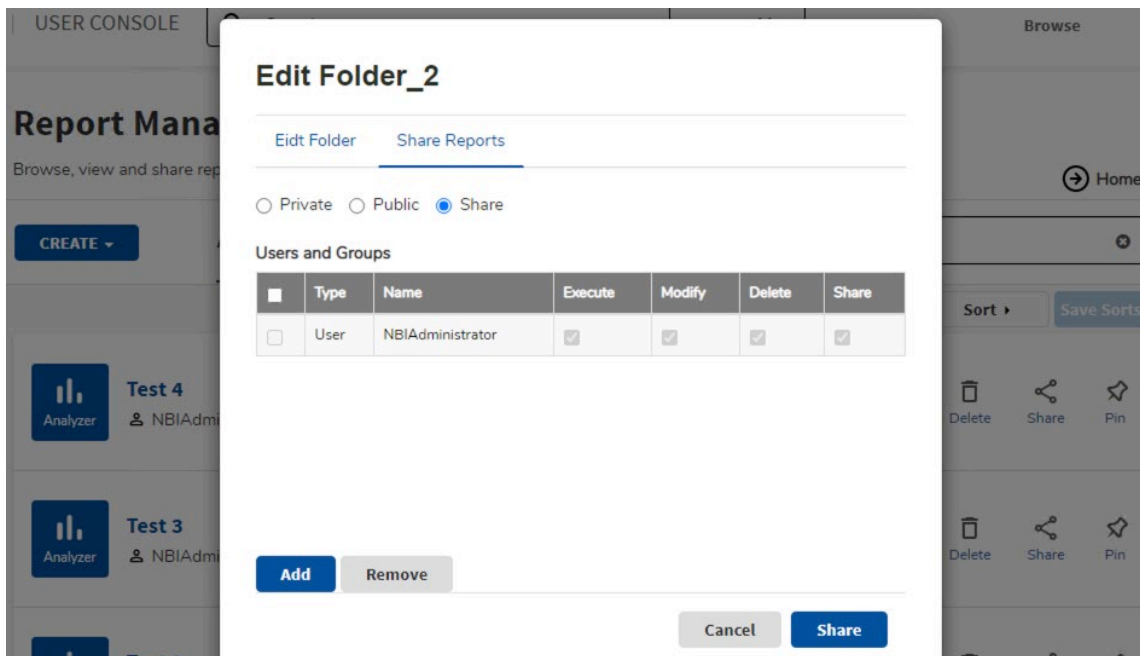 USER CONSOLE
Browse
Edit Folder_2
Report Mana
Eidt Folder Share Reports
Browse, view and share rep
Home
Private Public Share
CREATE
Users and Groups
Type Name Execute Modify Delete Share
Sort Save Sorts
User NBIAdministrator
Test 4
Analyzer NBIAdmi
Delete Share Pin
Test 3
Analyzer NBIAdmi
Delete Share Pin
Add Remove
Cancel Share